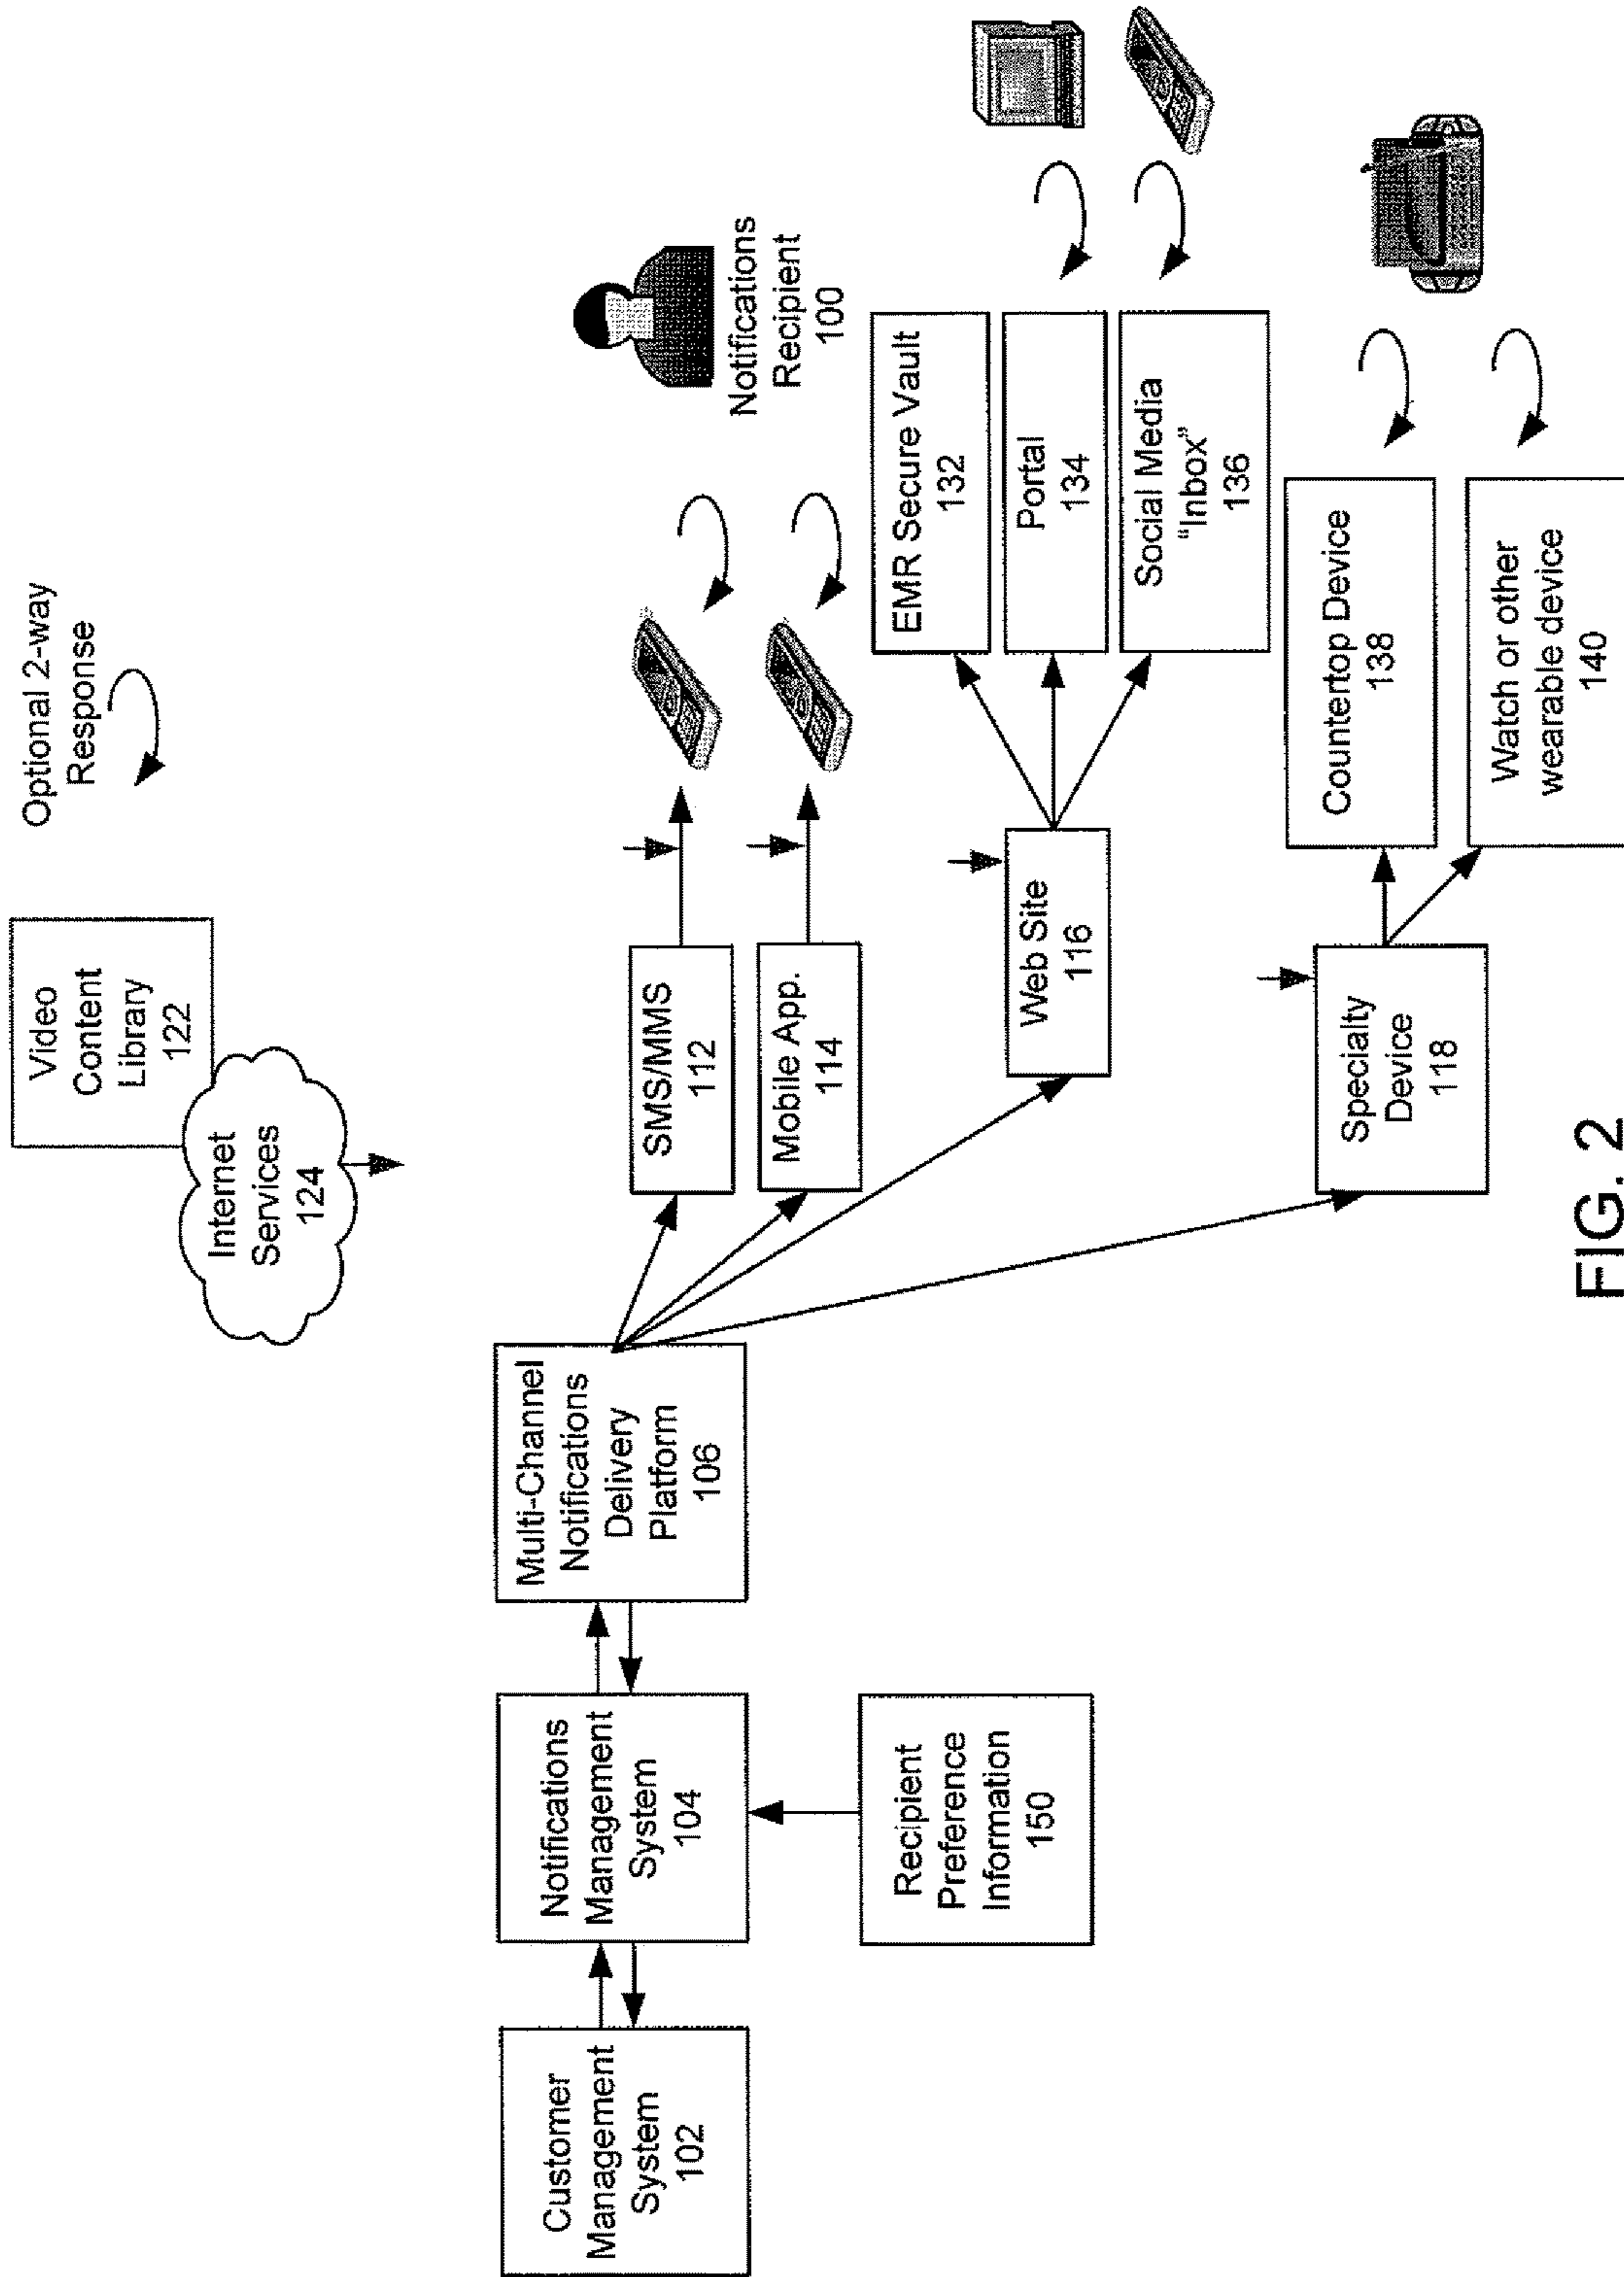 Optional 2-way
Response
Video
Content
Library
122
Internet
Services
124
Notifications
Recipient
100
Customer
Management
System
102
Notifications
Management
System
104
Multi-Channel
Notifications
Delivery
Platform
106
Recipient
Preference
Information
150
SMS/MMS
112
Mobile App.
114
Web Site
116
Specialty
Device
118
EMR Secure Vault
132
Portal
134
Social Media
“Inbox”
136
Countertop Device
138
Watch or other
wearable device
140
FIG. 2